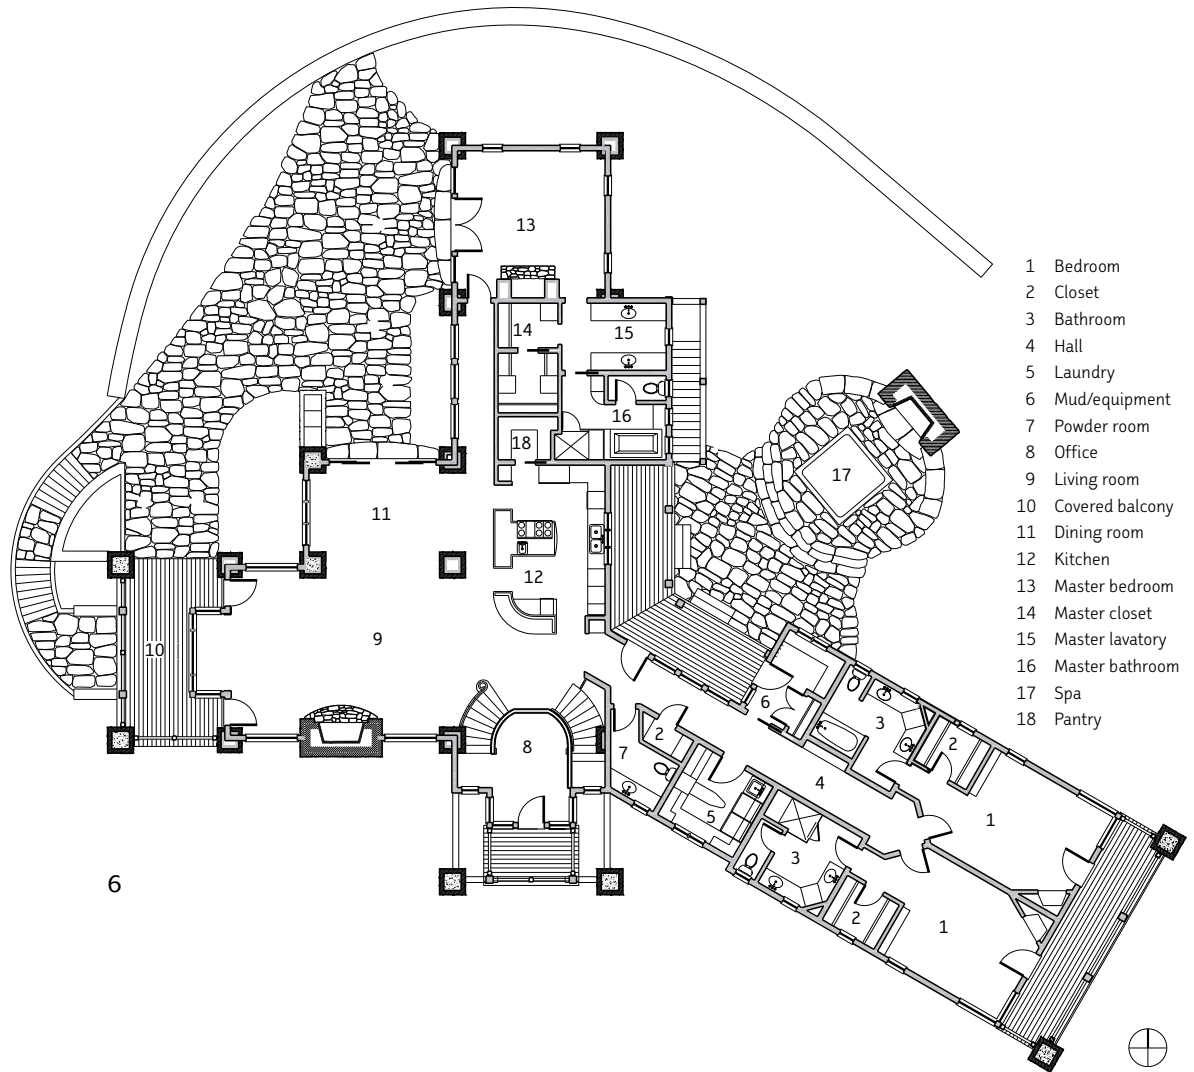 13
14
15
16
18
17
11
12
10
9
6
3
2
8
7
2
4
1
5
3
2
1
6
1 Bedroom
2 Closet
3 Bathroom
4 Hall
5 Laundry
6 Mud/equipment
7 Powder room
8 Office
9 Living room
10 Covered balcony
11 Dining room
12 Kitchen
13 Master bedroom
14 Master closet
15 Master lavatory
16 Master bathroom
17 Spa
18 Pantry